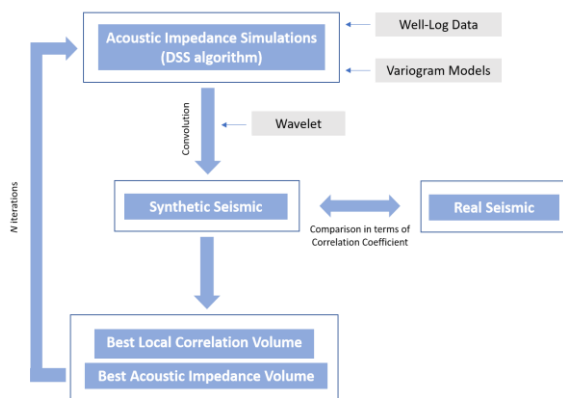 Acoustic Impedance Simulations
(DSS algorithm)
Well-Log Data
Variogram Models
Convolution
Wavelet
N iterations
Synthetic Seismic
Real Seismic
Comparison in terms of
Correlation Coefficient
Best Local Correlation Volume
Best Acoustic Impedance Volume